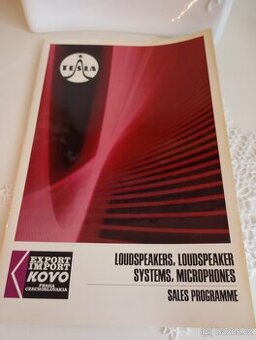 TESLA
LOUDSPEAKERS, LOUDSPEAKER
SYSTEMS, MICROPHONES
SALES PROGRAMME
EXPORT
IMPORT
KOVO
PRAHA
CZECHOSLOVAKIA